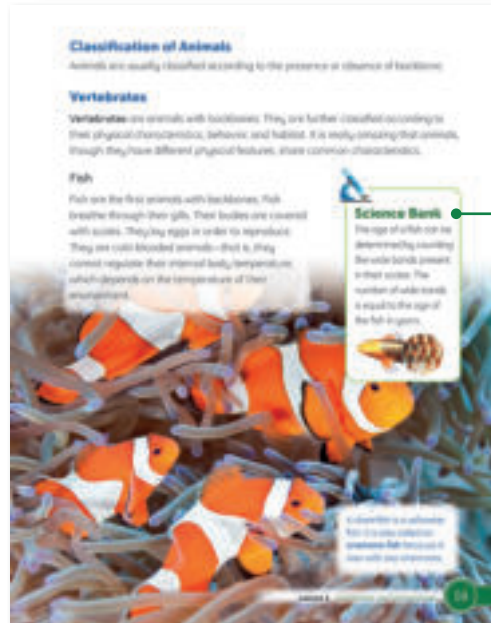 Classification of Animals
Animals are usually classified according to the presence or absence of backbone.
Vertebrates
Vertebrates are animals with backbones. They are further classified according to
their physical characteristics, behavior, and habitat. It is really amazing that animals,
though they have different physical features, share common characteristics.
Fish
Fish are the first animals with backbones. Fish
breathe through their gills. Their bodies are covered
with scales. They lay eggs in order to reproduce.
They are cold-blooded animals—that is, they
cannot regulate their internal body temperature,
which depends on the temperature of their
environment.
Science Bank
The age of a fish can be
determined by counting
the wide bands present
in their scales. The
number of wide bands
is equal to the age of
the fish in years.
A clownfish is a saltwater
fish. It is also called an
anemone fish because it
lives with sea anemones.